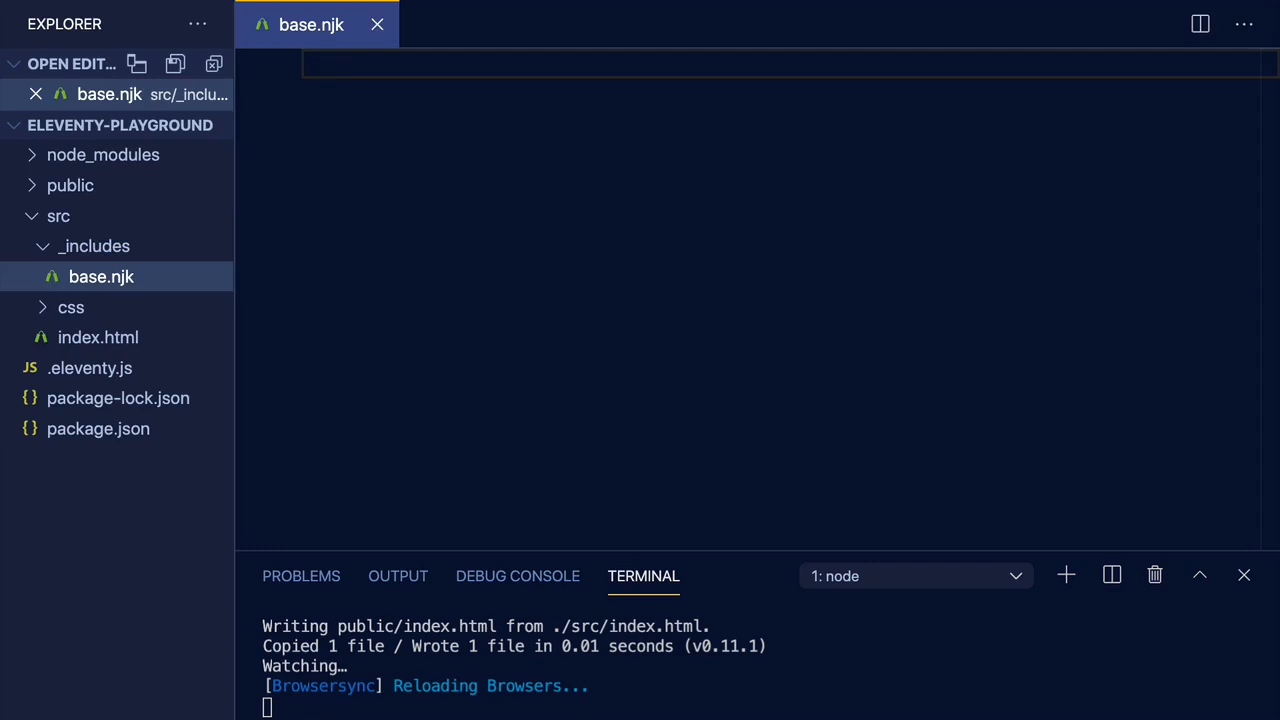 EXPLORER
base.njk
OPEN EDIT...
base.njk src/_inclu...
ELEVENTY-PLAYGROUND
node_modules
public
src
_includes
base.njk
css
index.html
JS .eleventy.js
{} package-lock.json
{} package.json
PROBLEMS OUTPUT DEBUG CONSOLE TERMINAL 1: node
Writing public/index.html from ./src/index.html.
Copied 1 file / Wrote 1 file in 0.01 seconds (v0.11.1)
Watching…
[Browsersync] Reloading Browsers...